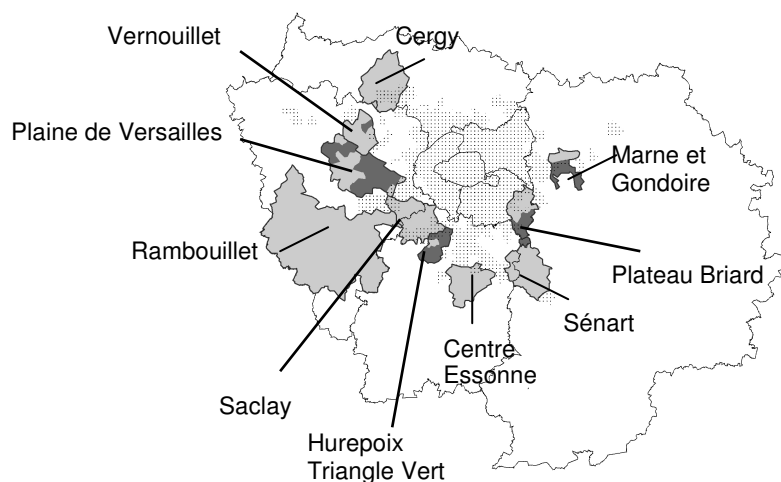 Vernouillet
Cergy
Plaine de Versailles
Marne et
Gondoire
Rambouillet
Plateau Briard
Sénart
Centre
Essonne
Saclay
Hurepoix
Triangle Vert